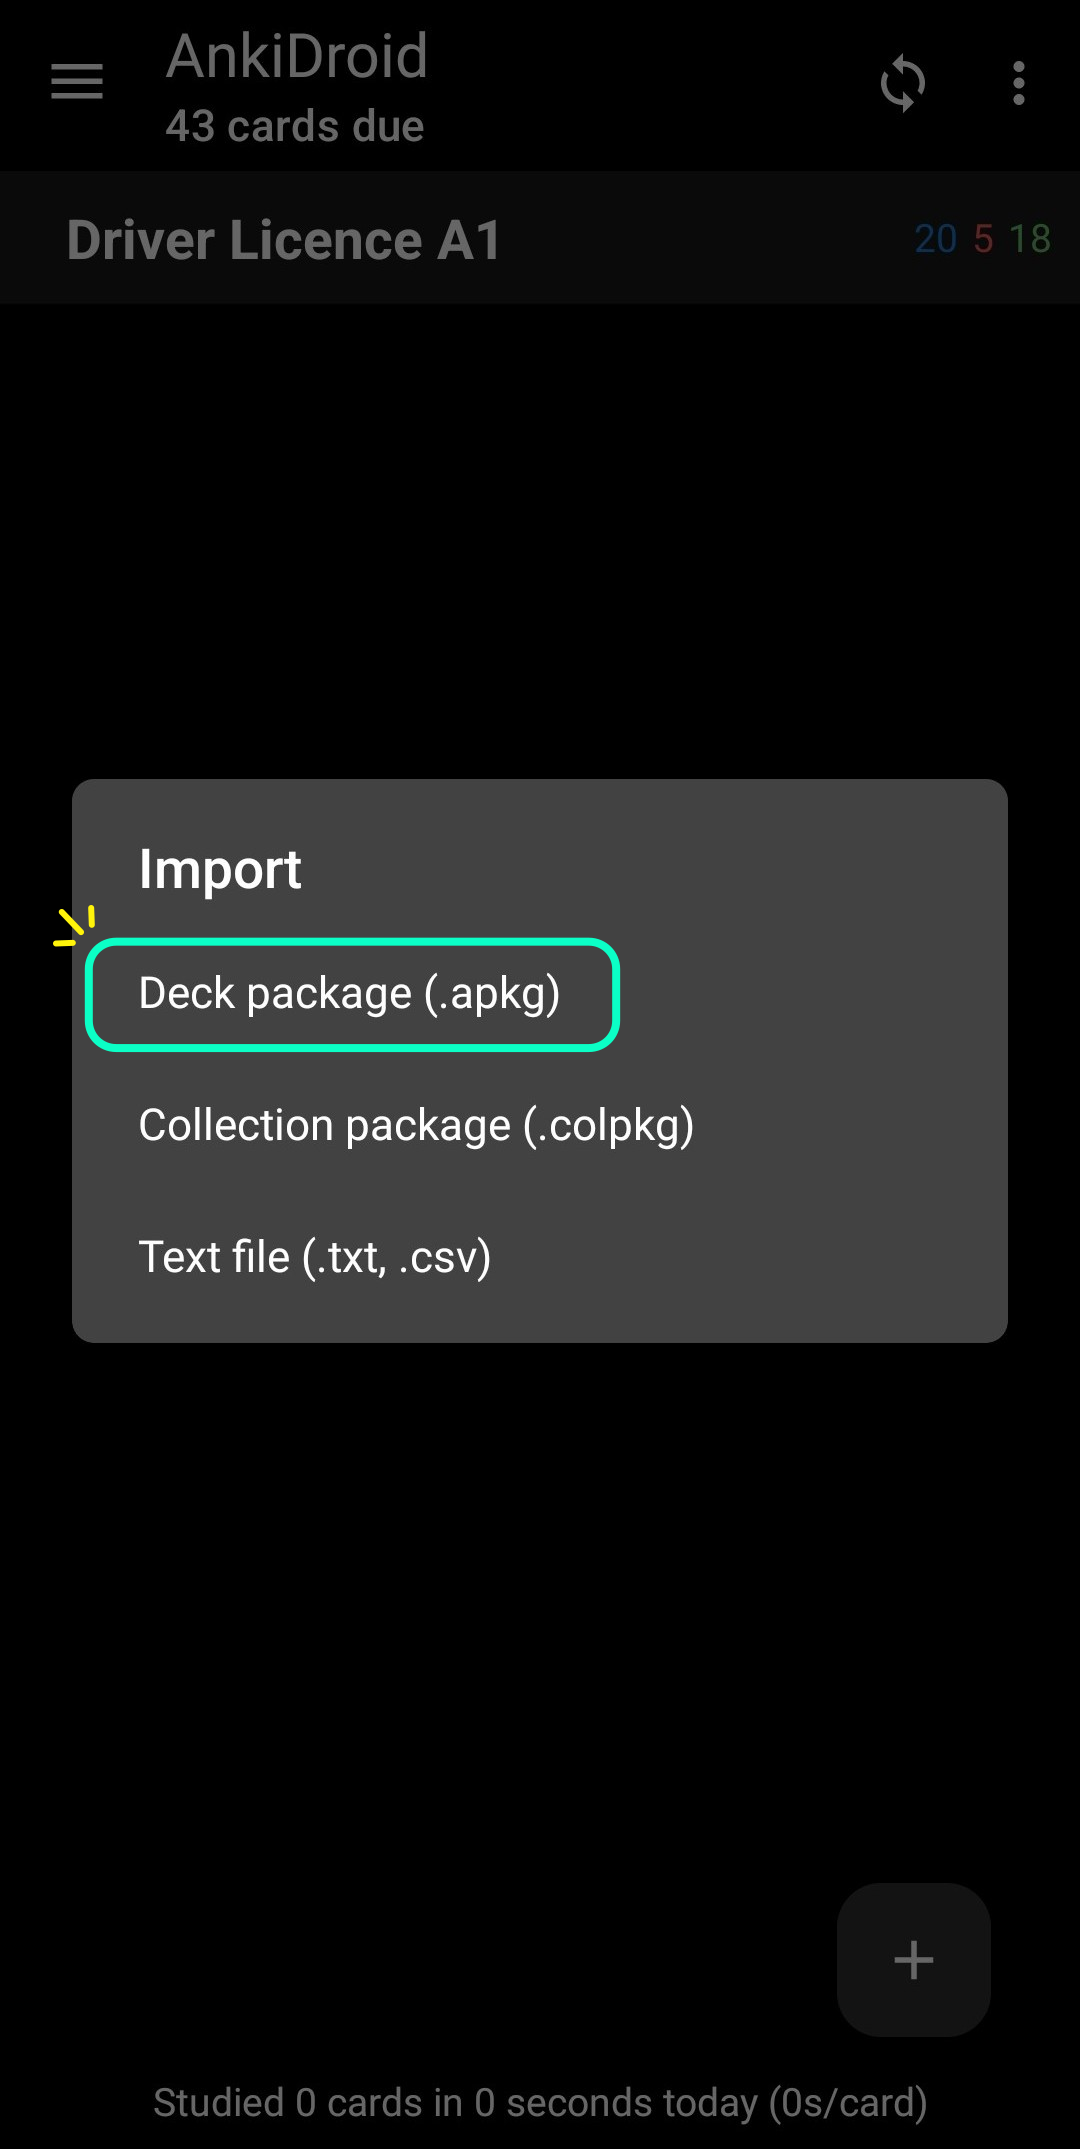 AnkiDroid
43 cards due
Driver Licence A1 20 5 18
Import
Deck package (.apkg)
Collection package (.colpkg)
Text file (.txt, .csv)
Studied 0 cards in 0 seconds today (0s/card)